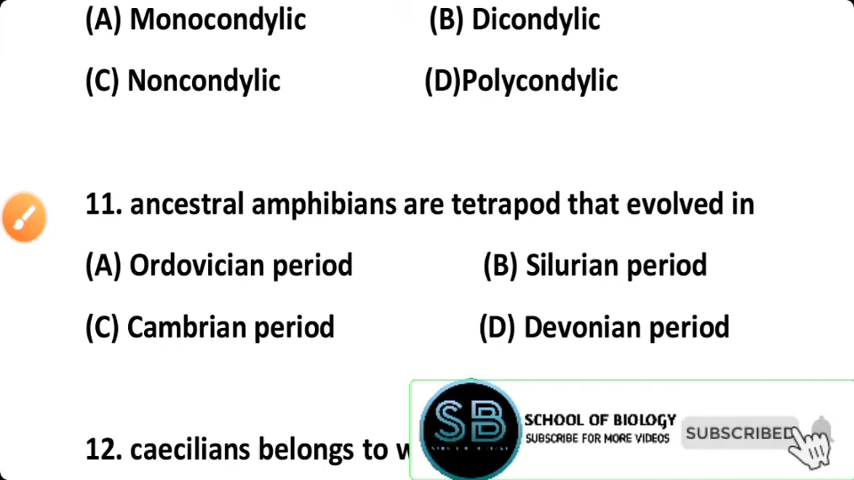 (A) Monocondylic (B) Dicondylic
(C) Noncondylic (D)Polycondylic
11. ancestral amphibians are tetrapod that evolved in
(A) Ordovician period (B) Silurian period
(C) Cambrian period (D) Devonian period
12. caecilians belongs to
SB
SCHOOL OF BIOLOGY
SUBSCRIBE FOR MORE VIDEOS
SUBSCRIBED